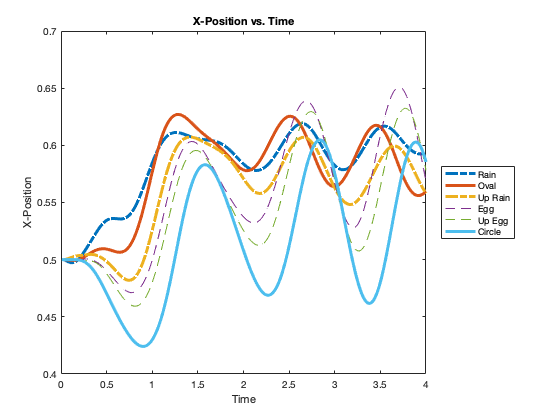 X-Position vs. Time
0.7
0.65
0.6
0.55
0.5
0.45
0.4
X-Position
0
0.5
1
1.5
2
2.5
3
3.5
4
Time
Rain
Oval
Up Rain
Egg
Up Egg
Circle